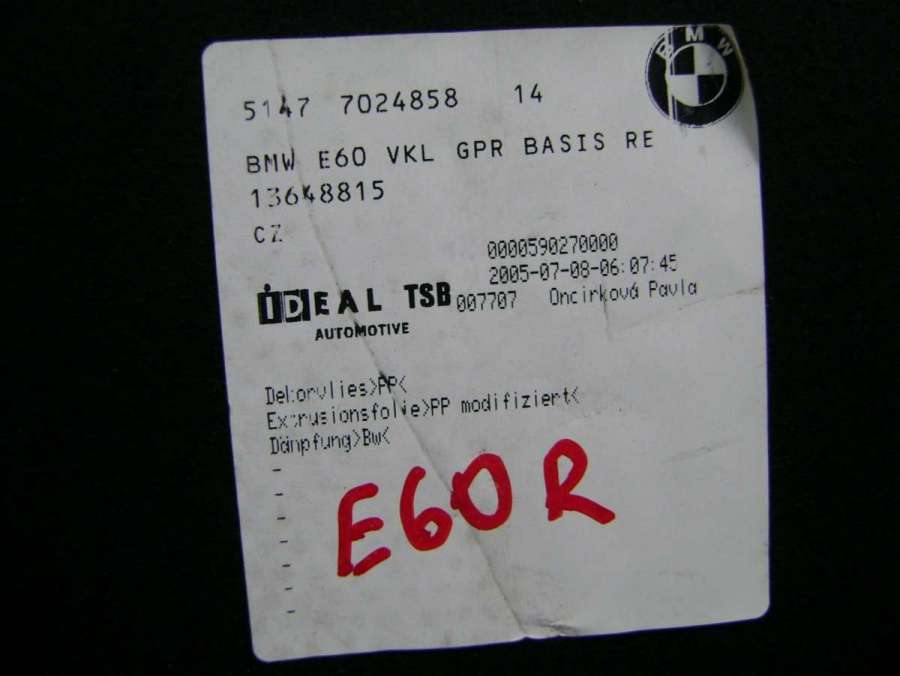 BMW
5147 7024858 14
BMW E60 VKL GPR BASIS RE
13648815
CZ
0000590270000
2005-07-08-06:07:45
IDEAL TSB 007707 Oncirková Pavla
AUTOMOTIVE
Dekorvlies>PP<
Extrusionsfolie>PP modifiziert<
Dämpfung>Bw<
-
-
-
-
-
-
-
E60 R